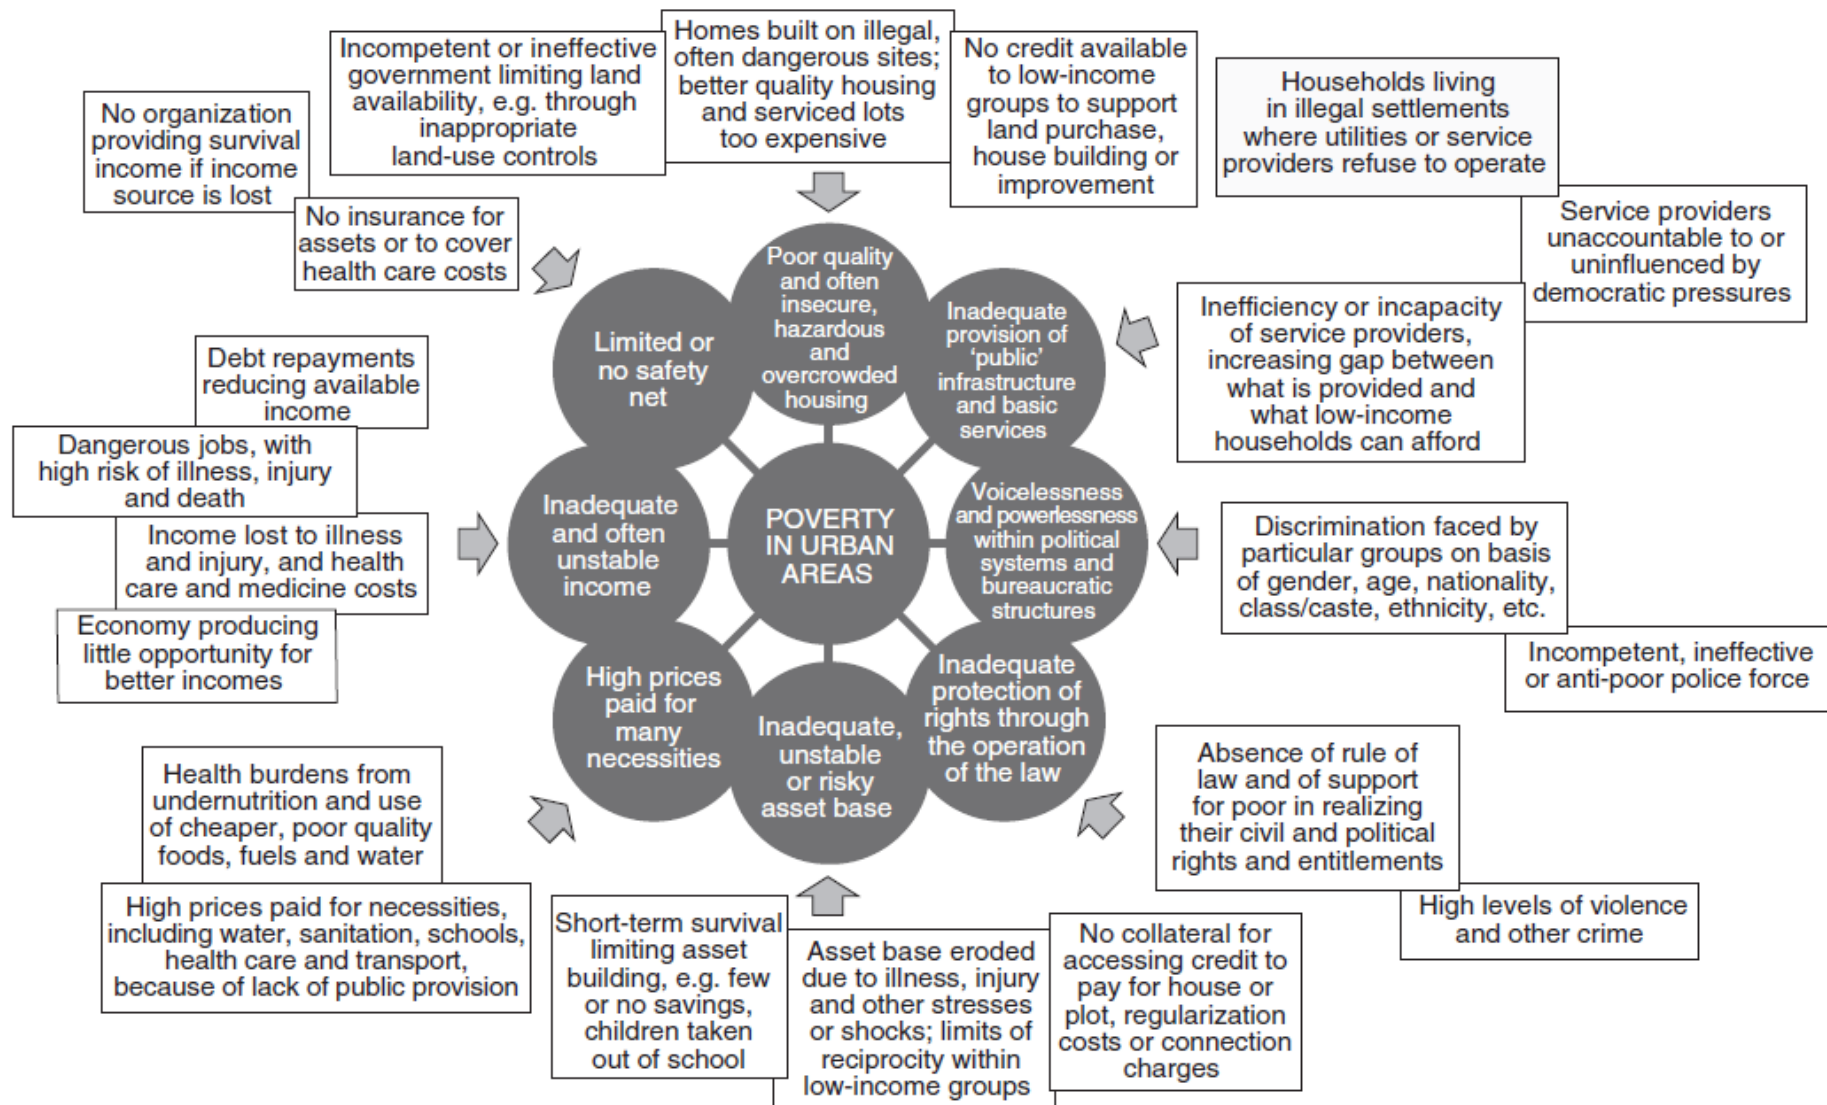 Incompetent or ineffective
government limiting land
availability, e.g. through
inappropriate
land-use controls
Homes built on illegal,
often dangerous sites;
better quality housing
and serviced lots
too expensive
No credit available
to low-income
groups to support
land purchase,
house building or
improvement
Households living
in illegal settlements
where utilities or service
providers refuse to operate
No organization
providing survival
income if income
source is lost
No insurance for
assets or to cover
health care costs
Service providers
unaccountable to or
uninfluenced by
democratic pressures
Inefficiency or incapacity
of service providers,
increasing gap between
what is provided and
what low-income
households can afford
Poor quality
and often
insecure,
hazardous
and
overcrowded
housing
Limited or
no safety
net
Inadequate
provision of
‘public’
infrastructure
and basic
services
Debt repayments
reducing available
income
Dangerous jobs, with
high risk of illness, injury
and death
Income lost to illness
and injury, and health
care and medicine costs
Economy producing
little opportunity for
better incomes
Inadequate
and often
unstable
income
POVERTY
IN URBAN
AREAS
Voicelessness
and powerlessness
within political
systems and
bureaucratic
structures
Discrimination faced by
particular groups on basis
of gender, age, nationality,
class/caste, ethnicity, etc.
Incompetent, ineffective
or anti-poor police force
High prices
paid for
many
necessities
Inadequate,
unstable
or risky
asset base
Inadequate
protection of
rights through
the operation
of the law
Absence of rule of
law and of support
for poor in realizing
their civil and political
rights and entitlements
High levels of violence
and other crime
Health burdens from
undernutrition and use
of cheaper, poor quality
foods, fuels and water
High prices paid for necessities,
including water, sanitation, schools,
health care and transport,
because of lack of public provision
Short-term survival
limiting asset
building, e.g. few
or no savings,
children taken
out of school
Asset base eroded
due to illness, injury
and other stresses
or shocks; limits of
reciprocity within
low-income groups
No collateral for
accessing credit to
pay for house or
plot, regularization
costs or connection
charges